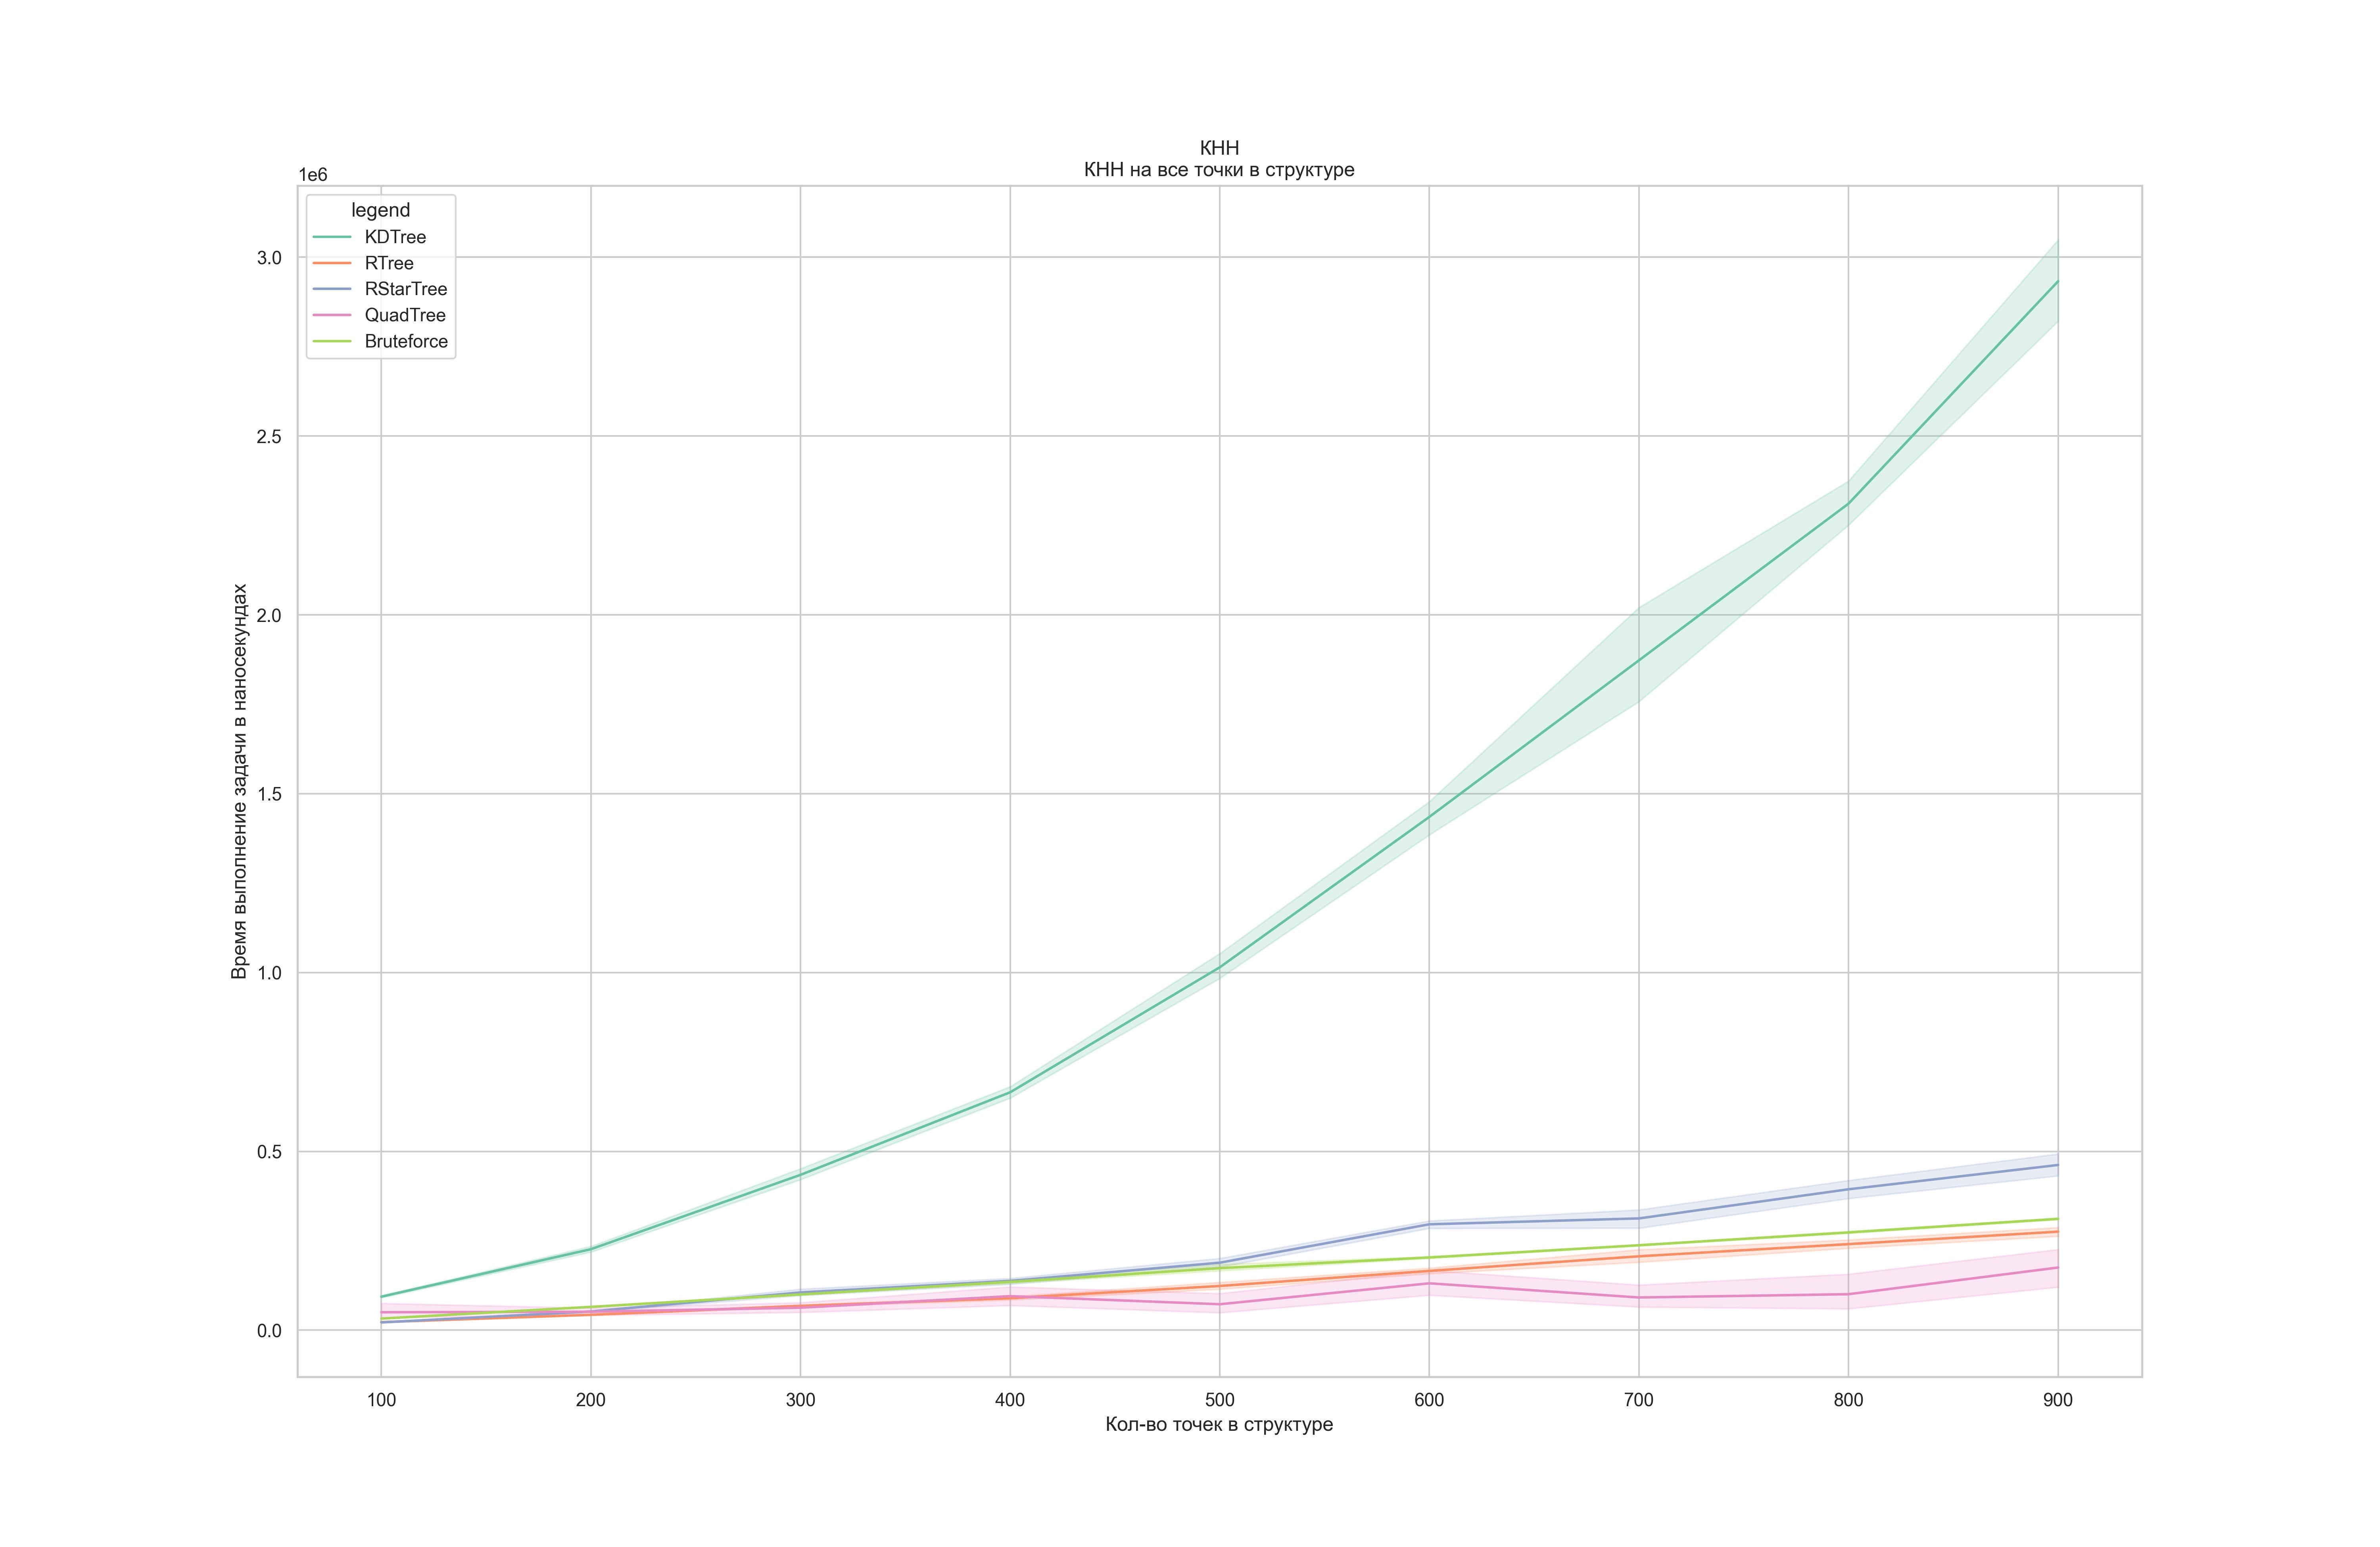 КНН
КНН на все точки в структуре
1e6
legend
KDTree
RTree
RStarTree
QuadTree
Bruteforce
3.0
2.5
2.0
1.5
1.0
0.5
0.0
Время выполнение задачи в наносекундах
100 200 300 400 500 600 700 800 900
Кол-во точек в структуре